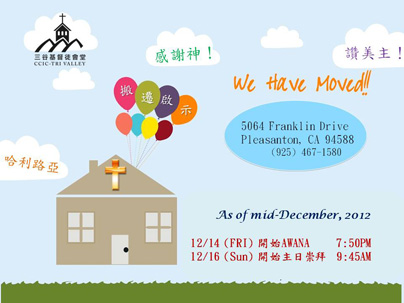 三谷基督徒會堂
CCIC-TRI VALLEY
感謝神！
讚美主！
We Have Moved!!
搬遷啟示
5064 Franklin Drive
Pleasanton, CA 94588
(925) 467-1580
哈利路亞
As of mid-December, 2012
12/14 (FRI) 開始AWANA 7:50PM
12/16 (Sun) 開始主日崇拜 9:45AM